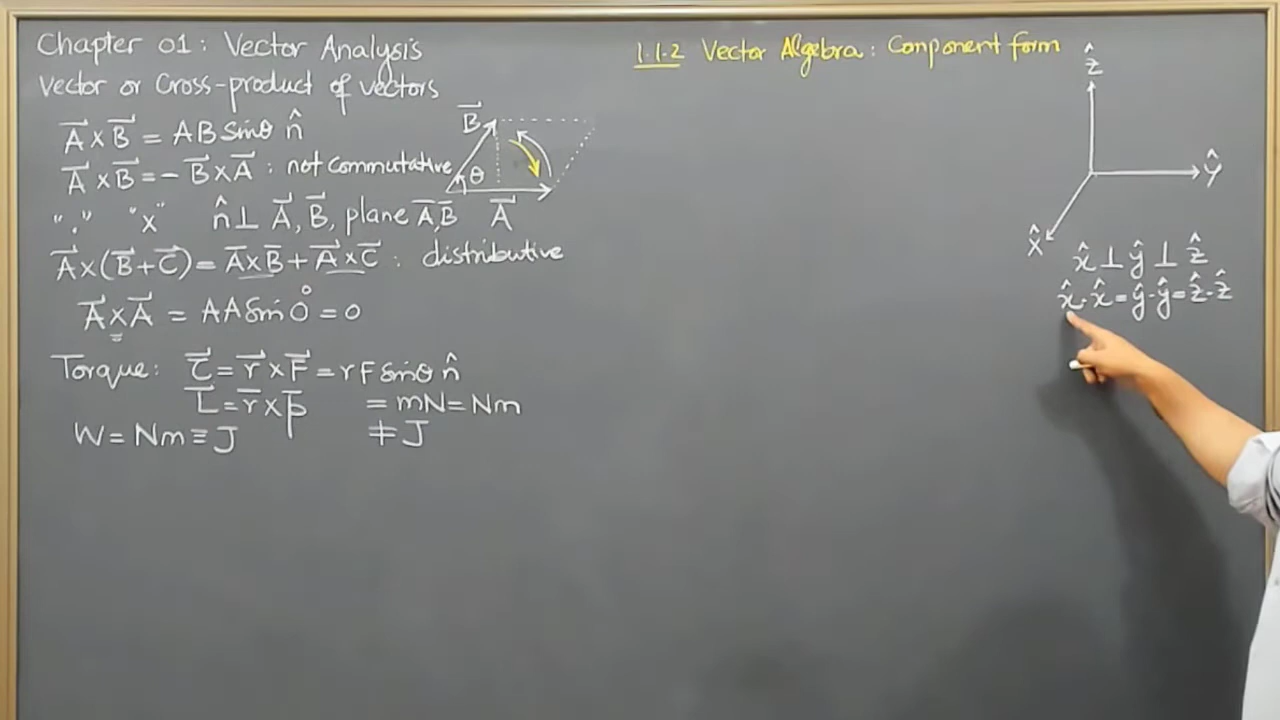 Chapter 01: Vector Analysis
Vector or Cross-product of vectors
A⃗ × B⃗ = AB sinθ n̂
A⃗ × B⃗ = - B⃗ × A⃗ : not commutative
"." "×" n̂ ⊥ A⃗, B⃗, plane A⃗, B⃗
A⃗ × (B⃗ + C⃗) = A⃗ × B⃗ + A⃗ × C⃗ : distributive
A⃗ × A⃗ = AA sin 0° = 0
Torque: τ⃗ = r⃗ × F⃗ = r F sinθ n̂
L⃗ = r⃗ × p⃗ = mN = Nm
W = Nm ≡ J ≠ J
B⃗
θ
A⃗
1.1.2 Vector Algebra: Component form
ẑ
ŷ
x̂
x̂ ⊥ ŷ ⊥ ẑ
x̂ · x̂ = ŷ · ŷ = ẑ · ẑ